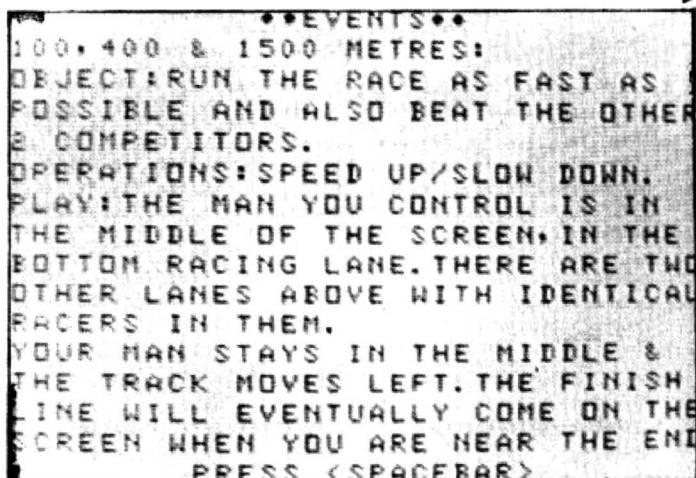 ••EVENTS••
100,400 & 1500 METRES:
OBJECT:RUN THE RACE AS FAST AS
POSSIBLE AND ALSO BEAT THE OTHER
2 COMPETITORS.
OPERATIONS:SPEED UP/SLOW DOWN.
PLAY:THE MAN YOU CONTROL IS IN
THE MIDDLE OF THE SCREEN,IN THE
BOTTOM RACING LANE.THERE ARE TWO
OTHER LANES ABOVE WITH IDENTICAL
RACERS IN THEM.
YOUR MAN STAYS IN THE MIDDLE &
THE TRACK MOVES LEFT.THE FINISH
LINE WILL EVENTUALLY COME ON THE
SCREEN WHEN YOU ARE NEAR THE END
PRESS <SPACEBAR>